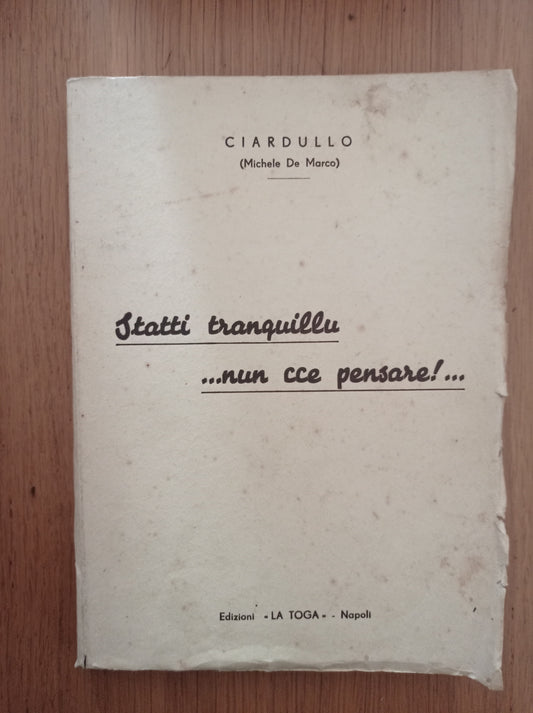 CIARDULLO
(Michele De Marco)
Statti tranquillu
...nun cce pensare!...
Edizioni «LA TOGA» - Napoli